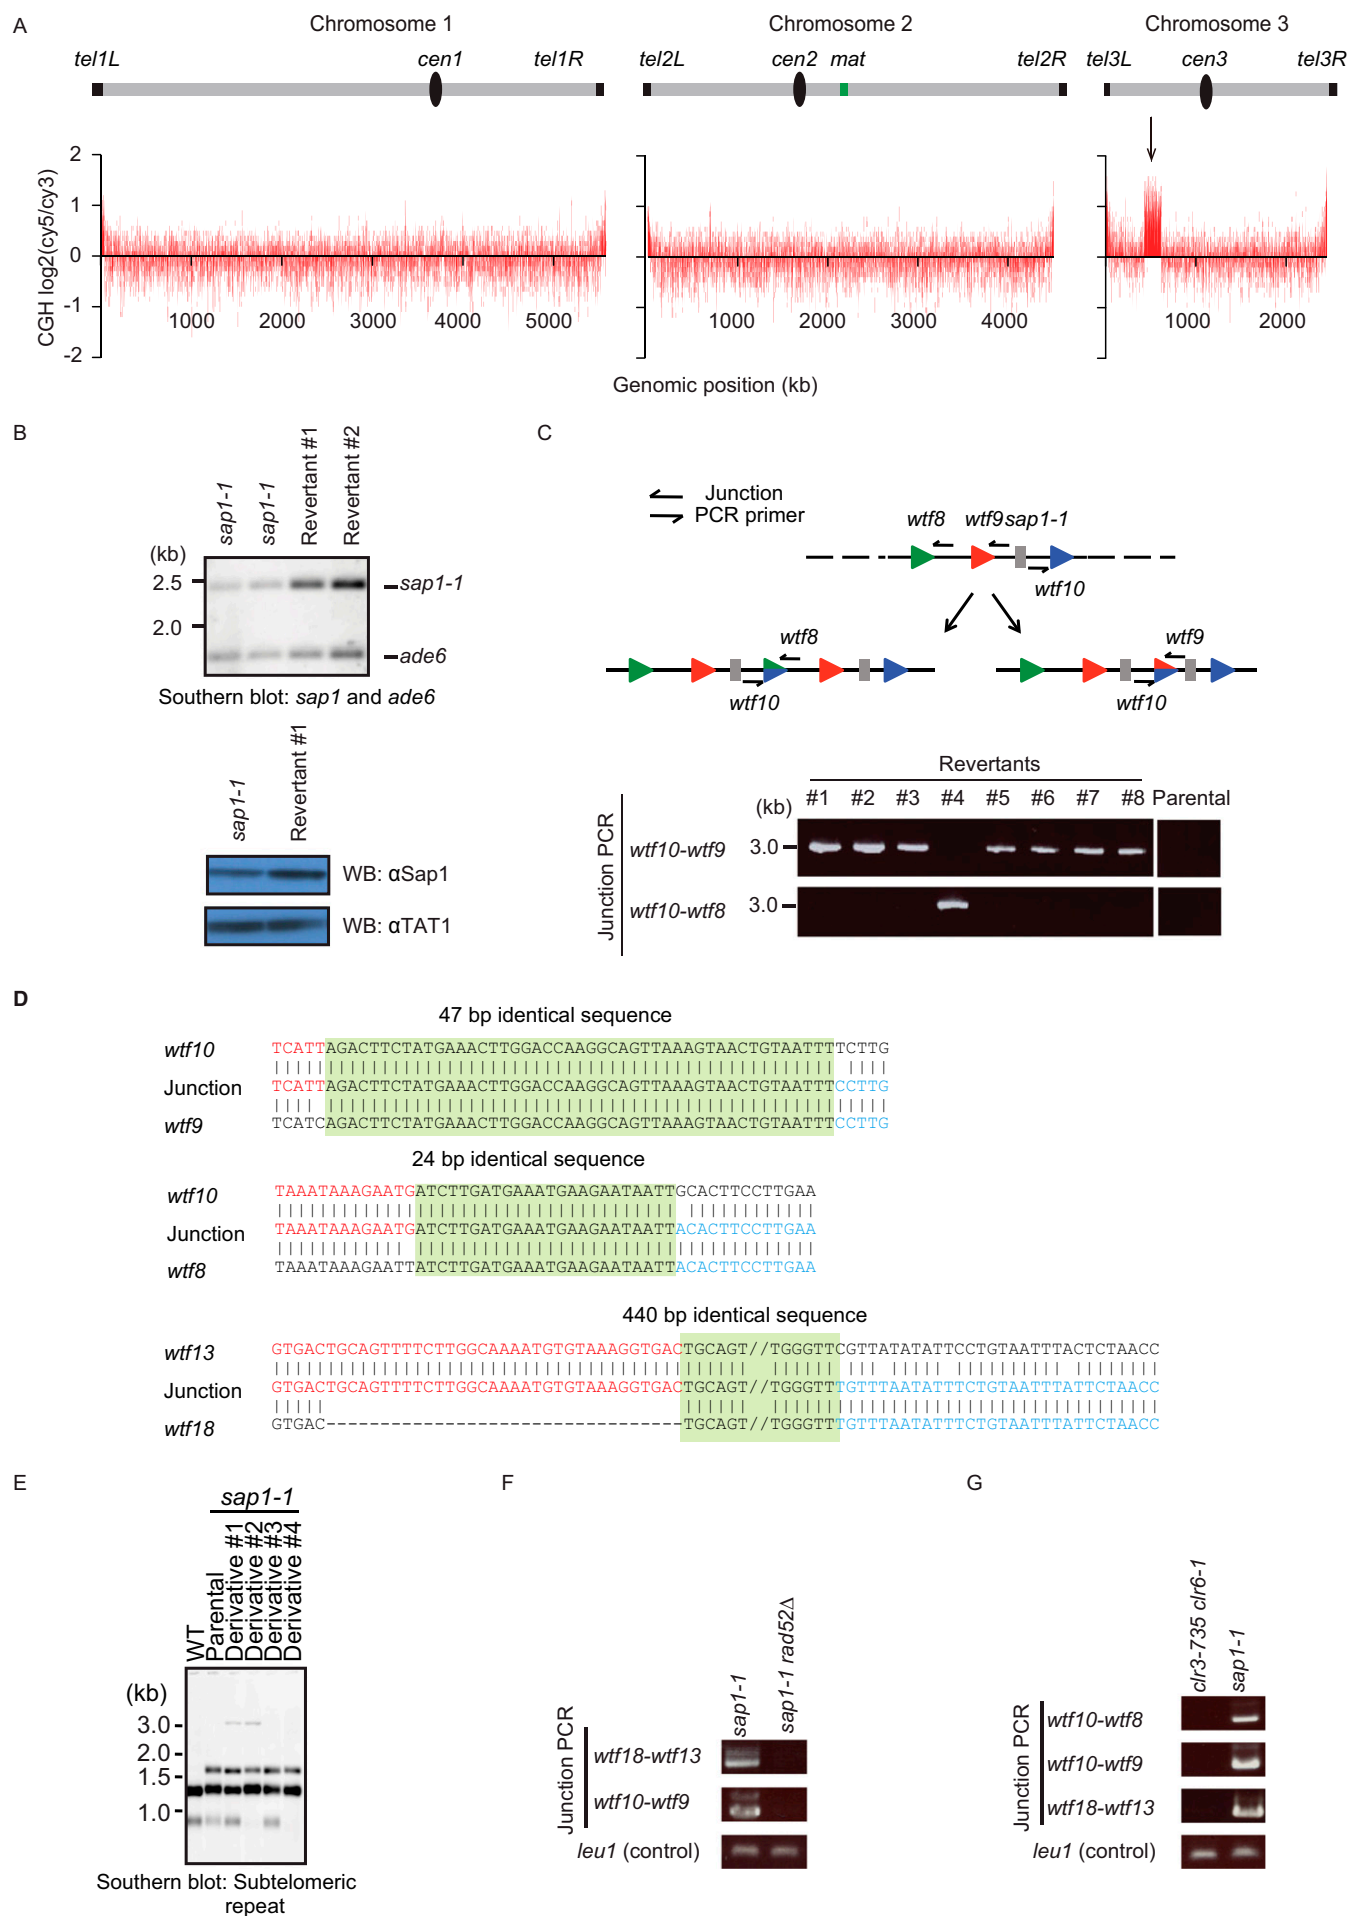 A
Chromosome 1
Chromosome 2
Chromosome 3
tel1L
cen1
tel1R
tel2L
cen2
mat
tel2R
tel3L
cen3
tel3R
CGH log2(cy5/cy3)
2
1
0
-1
-2
1000
2000
3000
4000
5000
1000
2000
3000
4000
1000
2000
Genomic position (kb)
B
sap1-1
sap1-1
Revertant #1
Revertant #2
(kb)
2.5
2.0
sap1-1
ade6
Southern blot: sap1 and ade6
sap1-1
Revertant #1
WB: αSap1
WB: αTAT1
C
Junction
PCR primer
wtf8
wtf9
sap1-1
wtf10
wtf8
wtf10
wtf9
wtf10
Revertants
(kb)
#1
#2
#3
#4
#5
#6
#7
#8
Parental
Junction PCR
wtf10-wtf9
3.0
wtf10-wtf8
3.0
D
47 bp identical sequence
wtf10
TCATTAGACTTCTATGAAACTTGGACCAAGGCAGTTAAAGTAACTGTAATTTTCTTG
Junction
TCATTAGACTTCTATGAAACTTGGACCAAGGCAGTTAAAGTAACTGTAATTTCCTTG
wtf9
TCATCAGACTTCTATGAAACTTGGACCAAGGCAGTTAAAGTAACTGTAATTTCCTTG
24 bp identical sequence
wtf10
TAAATAAAGAATGATCTTGATGAAATGAAGAATAATTGCACTTCCTTGAA
Junction
TAAATAAAGAATGATCTTGATGAAATGAAGAATAATTACACTTCCTTGAA
wtf8
TAAATAAAGAATTATCTTGATGAAATGAAGAATAATTACACTTCCTTGAA
440 bp identical sequence
wtf13
GTGACTGCAGTTTTCTTGGCAAAATGTGTAAAGGTGACTGCAGT//TGGGTTCGTTATATATTCCTGTAATTTACTCTAACC
Junction
GTGACTGCAGTTTTCTTGGCAAAATGTGTAAAGGTGACTGCAGT//TGGGTTTGTTTAATATTTCTGTAATTTATTCTAACC
wtf18
GTGAC----------------------------------TGCAGT//TGGGTTTGTTTAATATTTCTGTAATTTATTCTAACC
E
sap1-1
WT
Parental
Derivative #1
Derivative #2
Derivative #3
Derivative #4
(kb)
3.0
2.0
1.5
1.0
Southern blot: Subtelomeric
repeat
F
sap1-1
sap1-1 rad52Δ
Junction PCR
wtf18-wtf13
wtf10-wtf9
leu1 (control)
G
clr3-735 clr6-1
sap1-1
Junction PCR
wtf10-wtf8
wtf10-wtf9
wtf18-wtf13
leu1 (control)